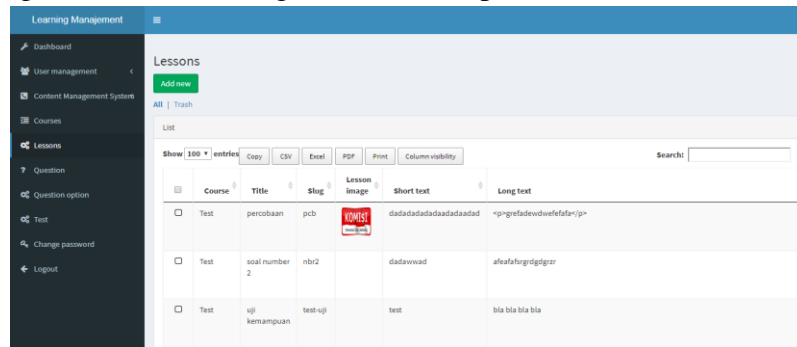 Learning Manajement
Dashboard
User management
Content Management System
Courses
Lessons
Question
Question option
Test
Change password
Logout
Lessons
Add new
All | Trash
List
Show 100 entries Copy CSV Excel PDF Print Column visibility Search:
Course Title Slug Lesson image Short text Long text
Test percobaan pcb KOMISI dadadadadadaadadaadad <p>grefadewdwefefafa</p>
Test soal number 2 nbr2 dadawwad afeafafsrgrdgdgrzr
Test uji kemampuan test-uji test bla bla bla bla